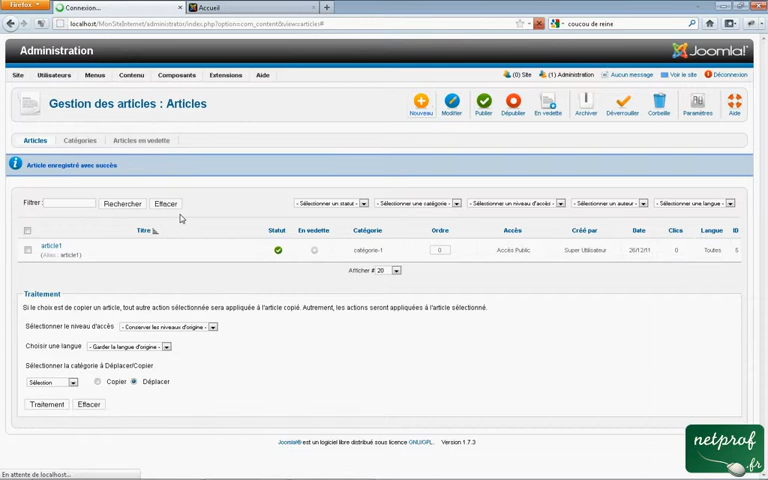 Firefox
Connexion...
Accueil
localhost/MonSiteInternet/administrator/index.php?option=com_content&view=articles#
coucou de reine
Administration
Joomla!
Site Utilisateurs Menus Contenu Composants Extensions Aide
(0) Site (1) Administration Aucun message Voir le site Déconnexion
Gestion des articles : Articles
Nouveau Modifier Publier Dépublier En vedette Archiver Déverrouiller Corbeille Paramètres Aide
Articles Catégories Articles en vedette
Article enregistré avec succès
Filtrer : Rechercher Effacer - Sélectionner un statut - - Sélectionner une catégorie - - Sélectionner un niveau d'accès - - Sélectionner un auteur - - Sélectionner une langue -
Titre Statut En vedette Catégorie Ordre Accès Créé par Date Clics Langue ID
article1
(Alias : article1)
catégorie-1 0 Accès Public Super Utilisateur 26/12/11 0 Toutes 5
Afficher # 20
Traitement
Si le choix est de copier un article, tout autre action sélectionnée sera appliquée à l'article copié. Autrement, les actions seront appliquées à l'article sélectionné.
Sélectionner le niveau d'accès - Conserver les niveaux d'origine -
Choisir une langue - Garder la langue d'origine -
Sélectionner la catégorie à Déplacer/Copier
Sélection Copier Déplacer
Traitement Effacer
Joomla!® est un logiciel libre distribué sous licence GNU/GPL. Version 1.7.3
netprof
.fr
En attente de localhost...